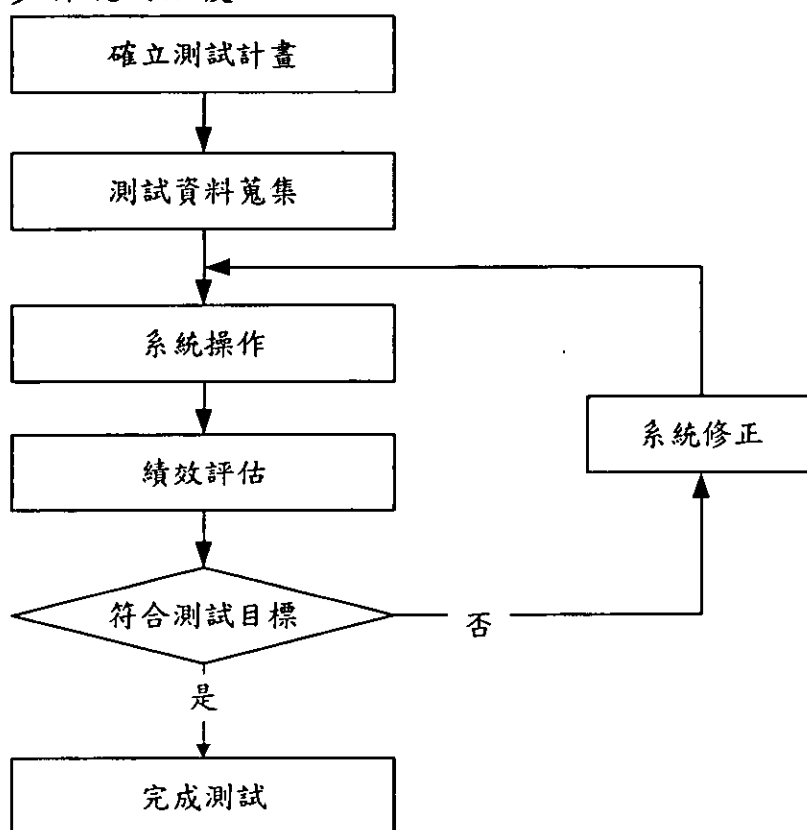 確立測試計畫
測試資料蒐集
系統操作
系統修正
績效評估
符合測試目標
否
是
完成測試